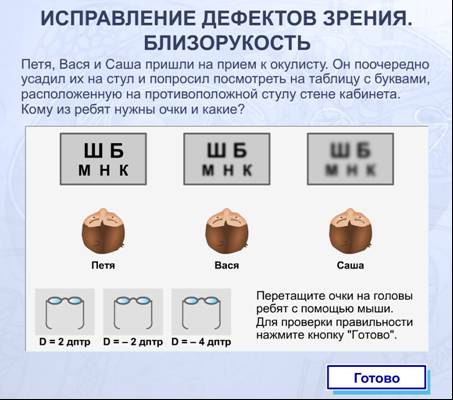 ИСПРАВЛЕНИЕ ДЕФЕКТОВ ЗРЕНИЯ.
БЛИЗОРУКОСТЬ
Петя, Вася и Саша пришли на прием к окулисту. Он поочередно
усадил их на стул и попросил посмотреть на таблицу с буквами,
расположенную на противоположной стулу стене кабинета.
Кому из ребят нужны очки и какие?
Ш Б
М Н К
Ш Б
М Н К
Ш Б
М Н К
Петя
Вася
Саша
D = 2 дптр
D = – 2 дптр
D = – 4 дптр
Перетащите очки на головы
ребят с помощью мыши.
Для проверки правильности
нажмите кнопку "Готово".
Готово